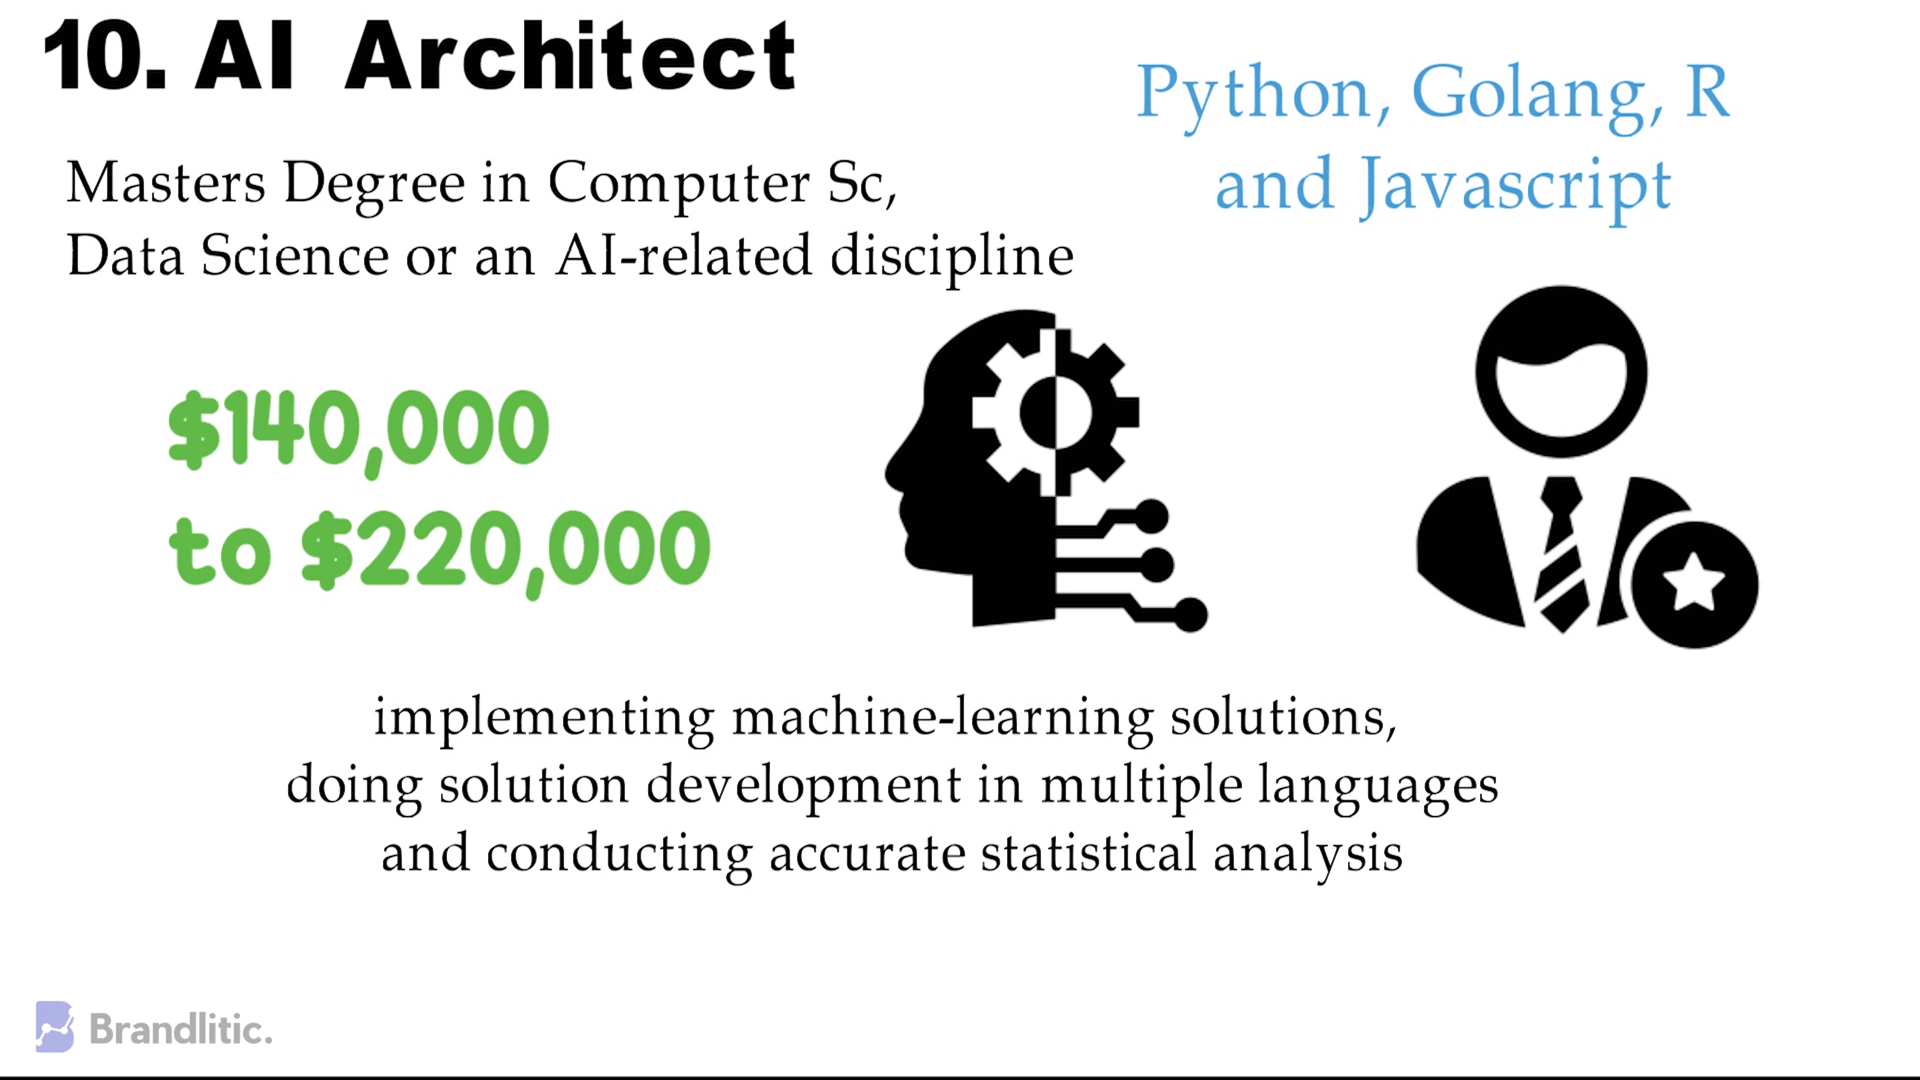 10. AI Architect
Python, Golang, R
and Javascript
Masters Degree in Computer Sc,
Data Science or an AI-related discipline
$140,000
to $220,000
implementing machine-learning solutions,
doing solution development in multiple languages
and conducting accurate statistical analysis
Brandlitic.